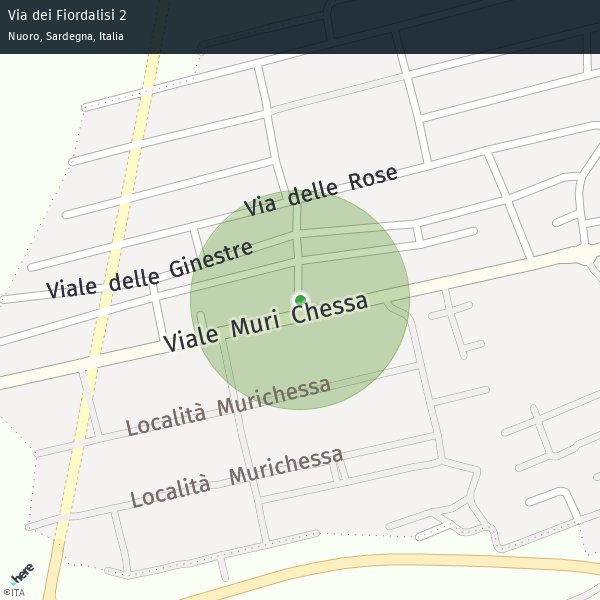 Via dei Fiordalisi 2
Nuoro, Sardegna, Italia
Via delle Rose
Viale delle Ginestre
Viale Muri Chessa
Località Murichessa
Località Murichessa
here
©ITA